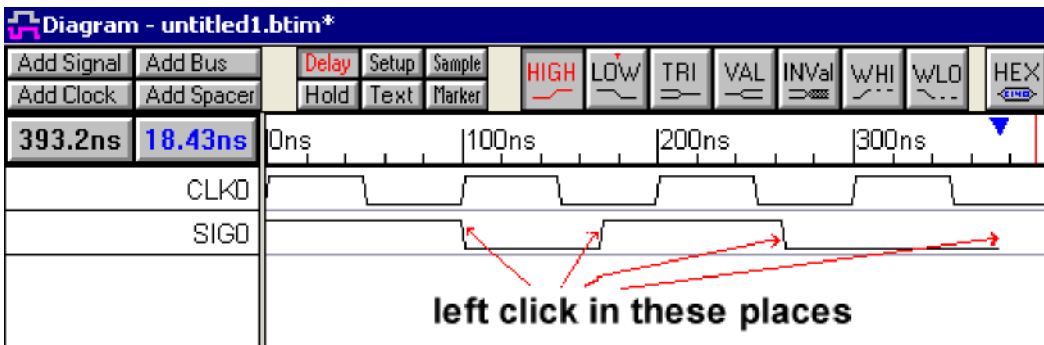 Diagram - untitled1.btim*
Add Signal Add Bus Delay Setup Sample HIGH LOW TRI VAL INVal WHI WLO HEX
Add Clock Add Spacer Hold Text Marker
393.2ns 18.43ns 0ns 100ns 200ns 300ns
CLK0
SIG0
left click in these places